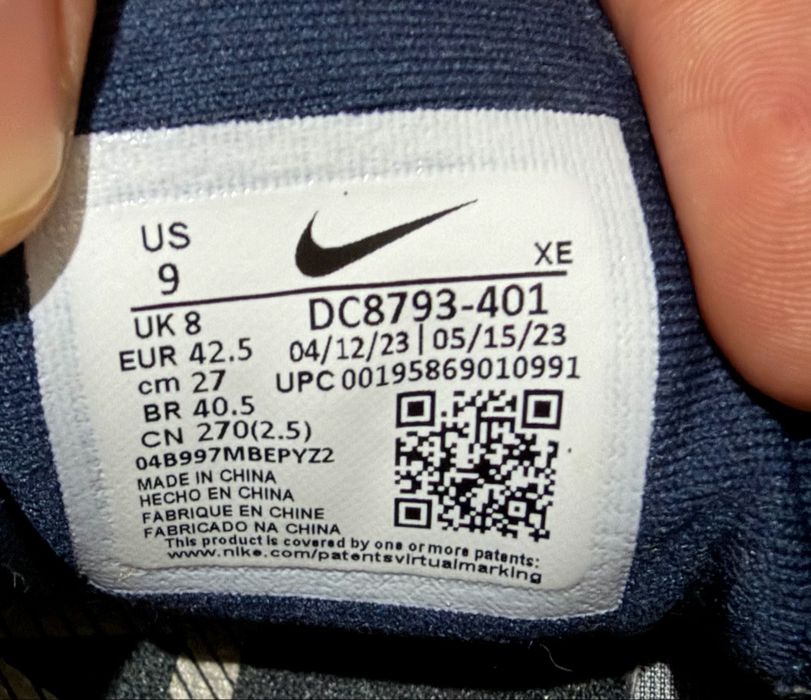 US
9
XE
UK 8
DC8793-401
EUR 42.5
04/12/23 | 05/15/23
cm 27
UPC 00195869010991
BR 40.5
CN 270(2.5)
04B997MBEPYZ2
MADE IN CHINA
HECHO EN CHINA
FABRIQUE EN CHINE
FABRICADO NA CHINA
This product is covered by one or more patents:
www.nike.com/patentsvirtualmarking